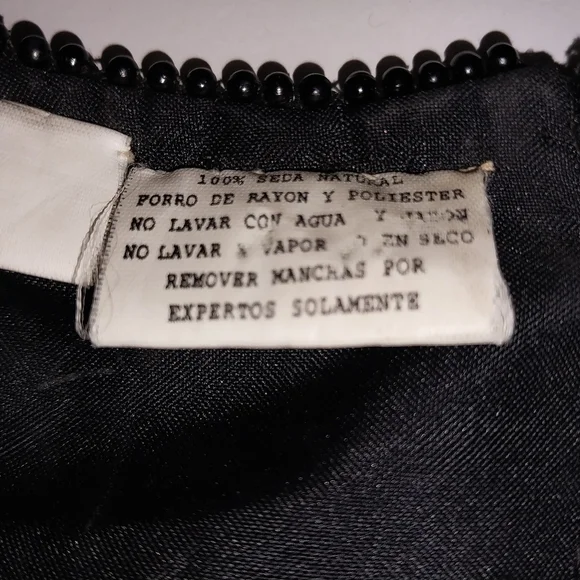 100% SEDA NATURAL
FORRO DE RAYON Y POLIESTER
NO LAVAR CON AGUA Y JABON
NO LAVAR VAPOR O EN SECO
REMOVER MANCHAS POR
EXPERTOS SOLAMENTE